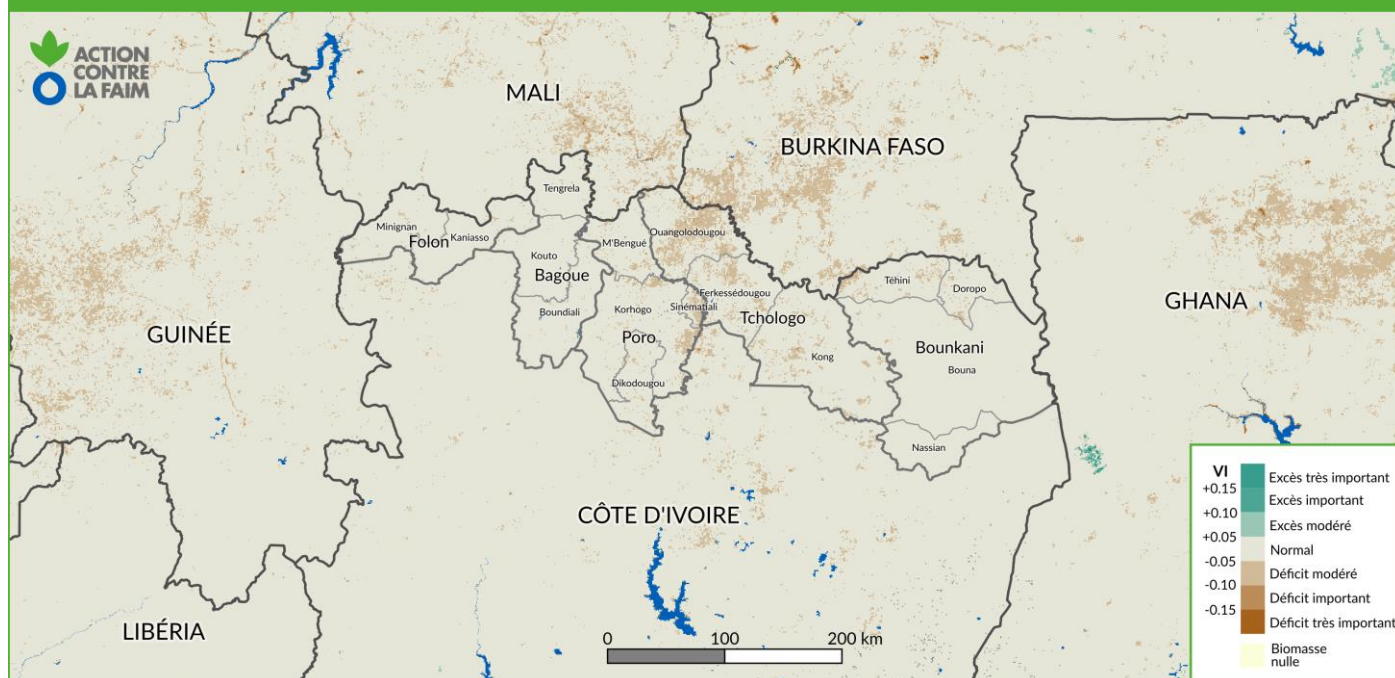 ACTION
CONTRE
LA FAIM
MALI
BURKINA FASO
Tengrela
Minignan
Folon
Kaniasso
M'Bengué
Ouangolodougou
Kouto
Bagoue
Téhini
Doropo
Ferkessédougou
GHANA
Boundiali
Korhogo
Sinématiali
Tchologo
GUINÉE
Poro
Bounkani
Kong
Bouna
Dikodougou
Nassian
CÔTE D'IVOIRE
LIBÉRIA
0 100 200 km
VI
+0.15
+0.10
+0.05
-0.05
-0.10
-0.15
Excès très important
Excès important
Excès modéré
Normal
Déficit modéré
Déficit important
Déficit très important
Biomasse
nulle